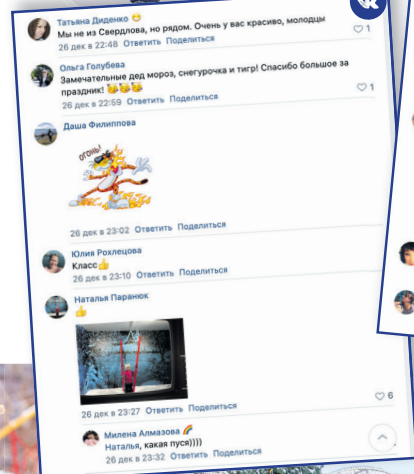 Татьяна Диденко 😊
Мы не из Свердлова, но рядом. Очень у вас красиво, молодцы
26 дек в 22:48 Ответить Поделиться
1
Ольга Голубева
Замечательные дед мороз, снегурочка и тигр! Спасибо большое за
праздник! 🥳🥳🥳
26 дек в 22:59 Ответить Поделиться
1
Даша Филиппова
ОГОНЬ!
26 дек в 23:02 Ответить Поделиться
Юлия Рохлецова
Класс👍
26 дек в 23:10 Ответить Поделиться
Наталья Паранюк
👍
26 дек в 23:27 Ответить Поделиться
6
Милена Алмазова 🌈
Наталья, какая пуся))))
26 дек в 23:32 Ответить Поделиться